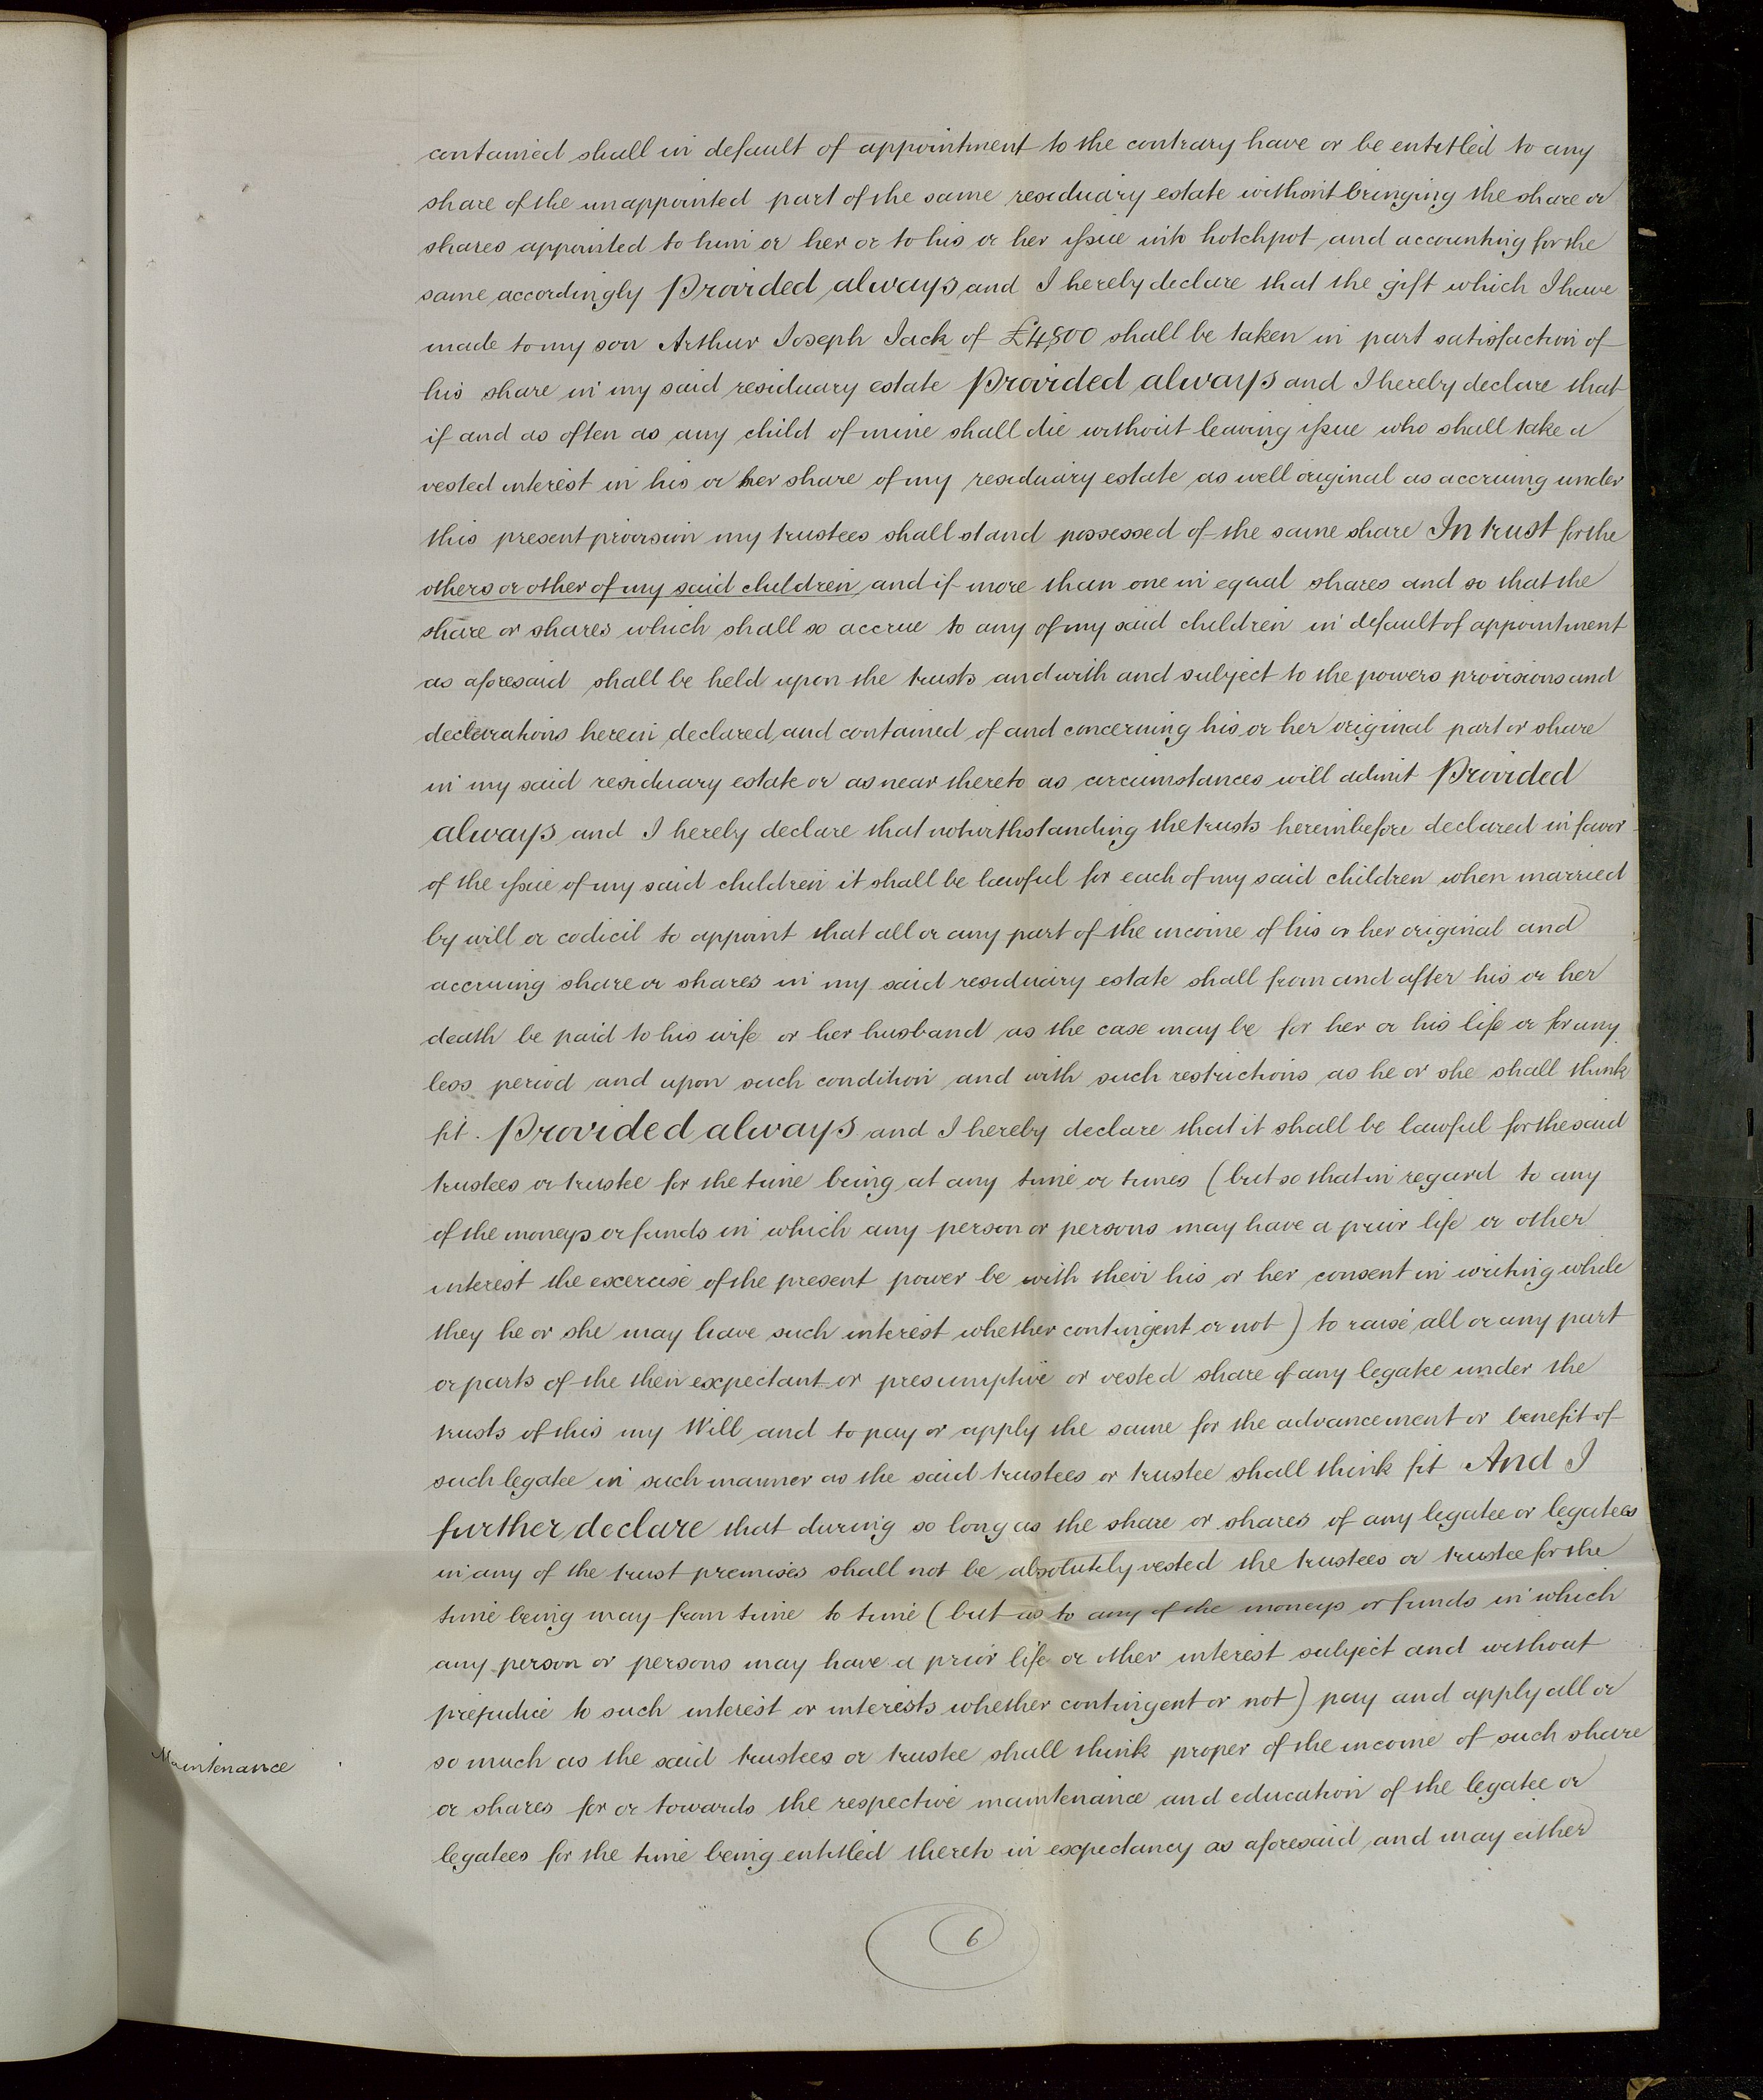 contained shall in default of appointment to the contrary have or be entitled to any
share of the unappointed part of the same residuary estate without bringing the share or
shares appointed to him or her or to his or her issue into hotchpot and accounting for the
same accordingly Provided always and I hereby declare that the gift which I have
made to my son Arthur Joseph Jack of £4,500 shall be taken in part satisfaction of
his share in my said residuary estate Provided always and I hereby declare that
if and as often as any child of mine shall die without leaving issue who shall take a
vested interest in his or her share of my residuary estate as well original as accruing under
this present provision my trustees shall stand possessed of the same share In trust for the
others or other of my said children and if more than one in equal shares and so that the
share or shares which shall so accrue to any of my said children in default of appointment
as aforesaid shall be held upon the trusts and with and subject to the powers provisions and
declarations herein declared and contained of and concerning his or her original part or share
in my said residuary estate or as near thereto as circumstances will admit Provided
always and I hereby declare that notwithstanding the trusts hereinbefore declared in favor
of the issue of my said children it shall be lawful for each of my said children when married
by will or codicil to appoint that all or any part of the income of his or her original and
accruing share or shares in my said residuary estate shall from and after his or her
death be paid to his wife or her husband as the case may be for her or his life or for any
less period and upon such condition and with such restrictions as he or she shall think
fit. Provided always and I hereby declare that it shall be lawful for the said
trustees or trustee for the time being at any time or times (but so that in regard to any
of the moneys or funds in which any person or persons may have a prior life or other
interest the excercise of the present power be with their his or her consent in writing while
they he or she may have such interest whether contingent or not) to raise all or any part
or parts of the then expectant or presumptive or vested share of any legatee under the
trusts of this my Will and to pay or apply the same for the advancement or benefit of
such legatee in such manner as the said trustees or trustee shall think fit And I
further declare that during so long as the share or shares of any legatee or legatees
in any of the trust premises shall not be absolutely vested the trustees or trustee for the
time being may from time to time (but as to any of the moneys or funds in which
any person or persons may have a prior life or other interest subject and without
prejudice to such interest or interests whether contingent or not) pay and apply all or
Maintenance so much as the said trustees or trustee shall think proper of the income of such share
or shares for or towards the respective maintenance and education of the legatee or
legatees for the time being entitled thereto in expectancy as aforesaid and may either
6